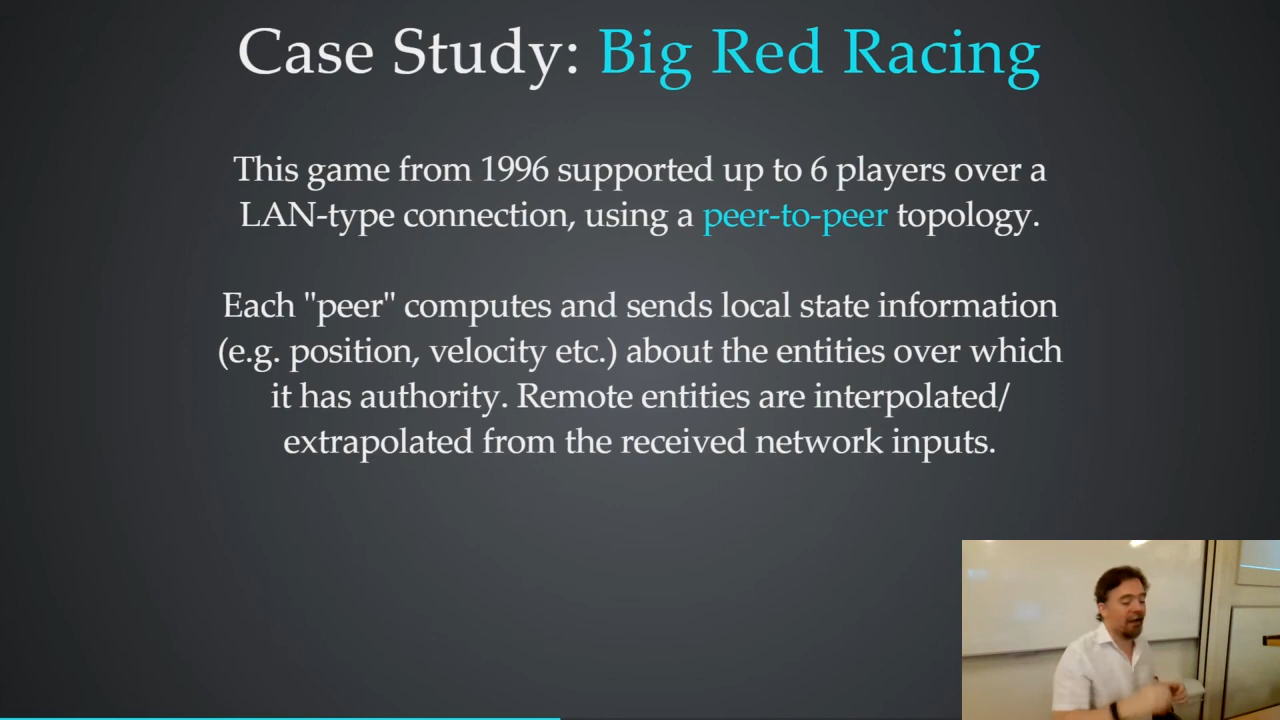 Case Study: Big Red Racing
This game from 1996 supported up to 6 players over a
LAN-type connection, using a peer-to-peer topology.
Each "peer" computes and sends local state information
(e.g. position, velocity etc.) about the entities over which
it has authority. Remote entities are interpolated/
extrapolated from the received network inputs.